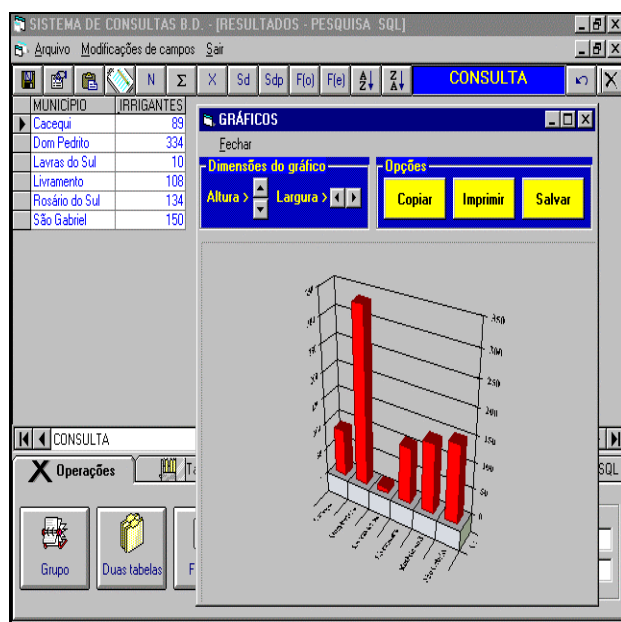 SISTEMA DE CONSULTAS B.D. - [RESULTADOS - PESQUISA SQL]
Arquivo Modificações de campos Sair
N Σ X Sd Sdp F(o) F(e) A Z Z A CONSULTA
MUNICÍPIO IRRIGANTES
Cacequi 89
Dom Pedrito 334
Lavras do Sul 10
Livramento 108
Rosário do Sul 134
São Gabriel 150
GRÁFICOS
Fechar
Dimensões do gráfico
Altura > Largura >
Opções
Copiar Imprimir Salvar
350
300
250
200
150
100
50
0
CONSULTA
Operações
SQL
Grupo
Duas tabelas